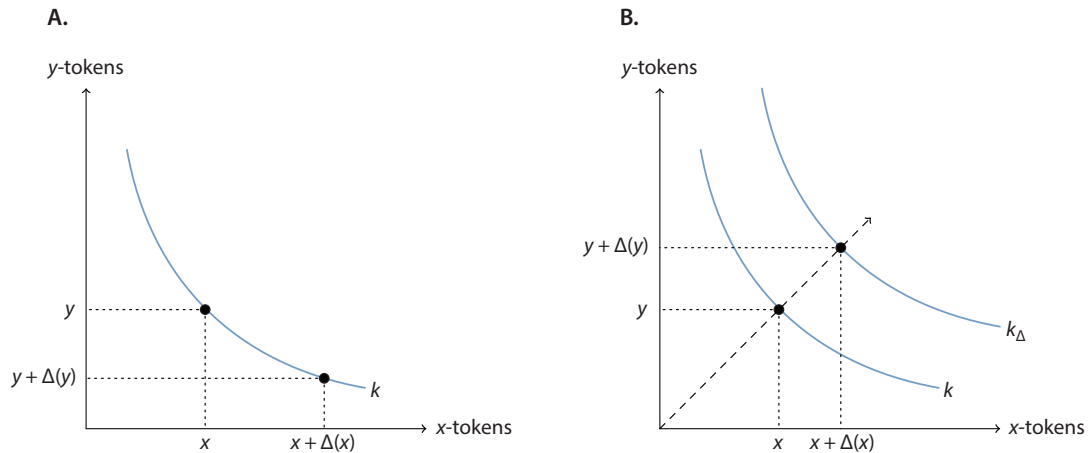 A.
y-tokens
y
y + Δ(y)
k
x
x + Δ(x)
x-tokens
B.
y-tokens
y + Δ(y)
y
k_Δ
k
x
x + Δ(x)
x-tokens